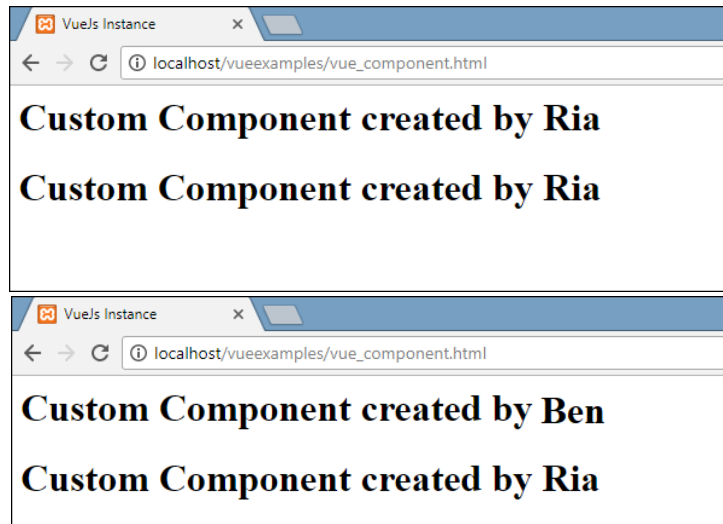 VueJs Instance
localhost/vueexamples/vue_component.html
Custom Component created by Ria
Custom Component created by Ria
VueJs Instance
localhost/vueexamples/vue_component.html
Custom Component created by Ben
Custom Component created by Ria